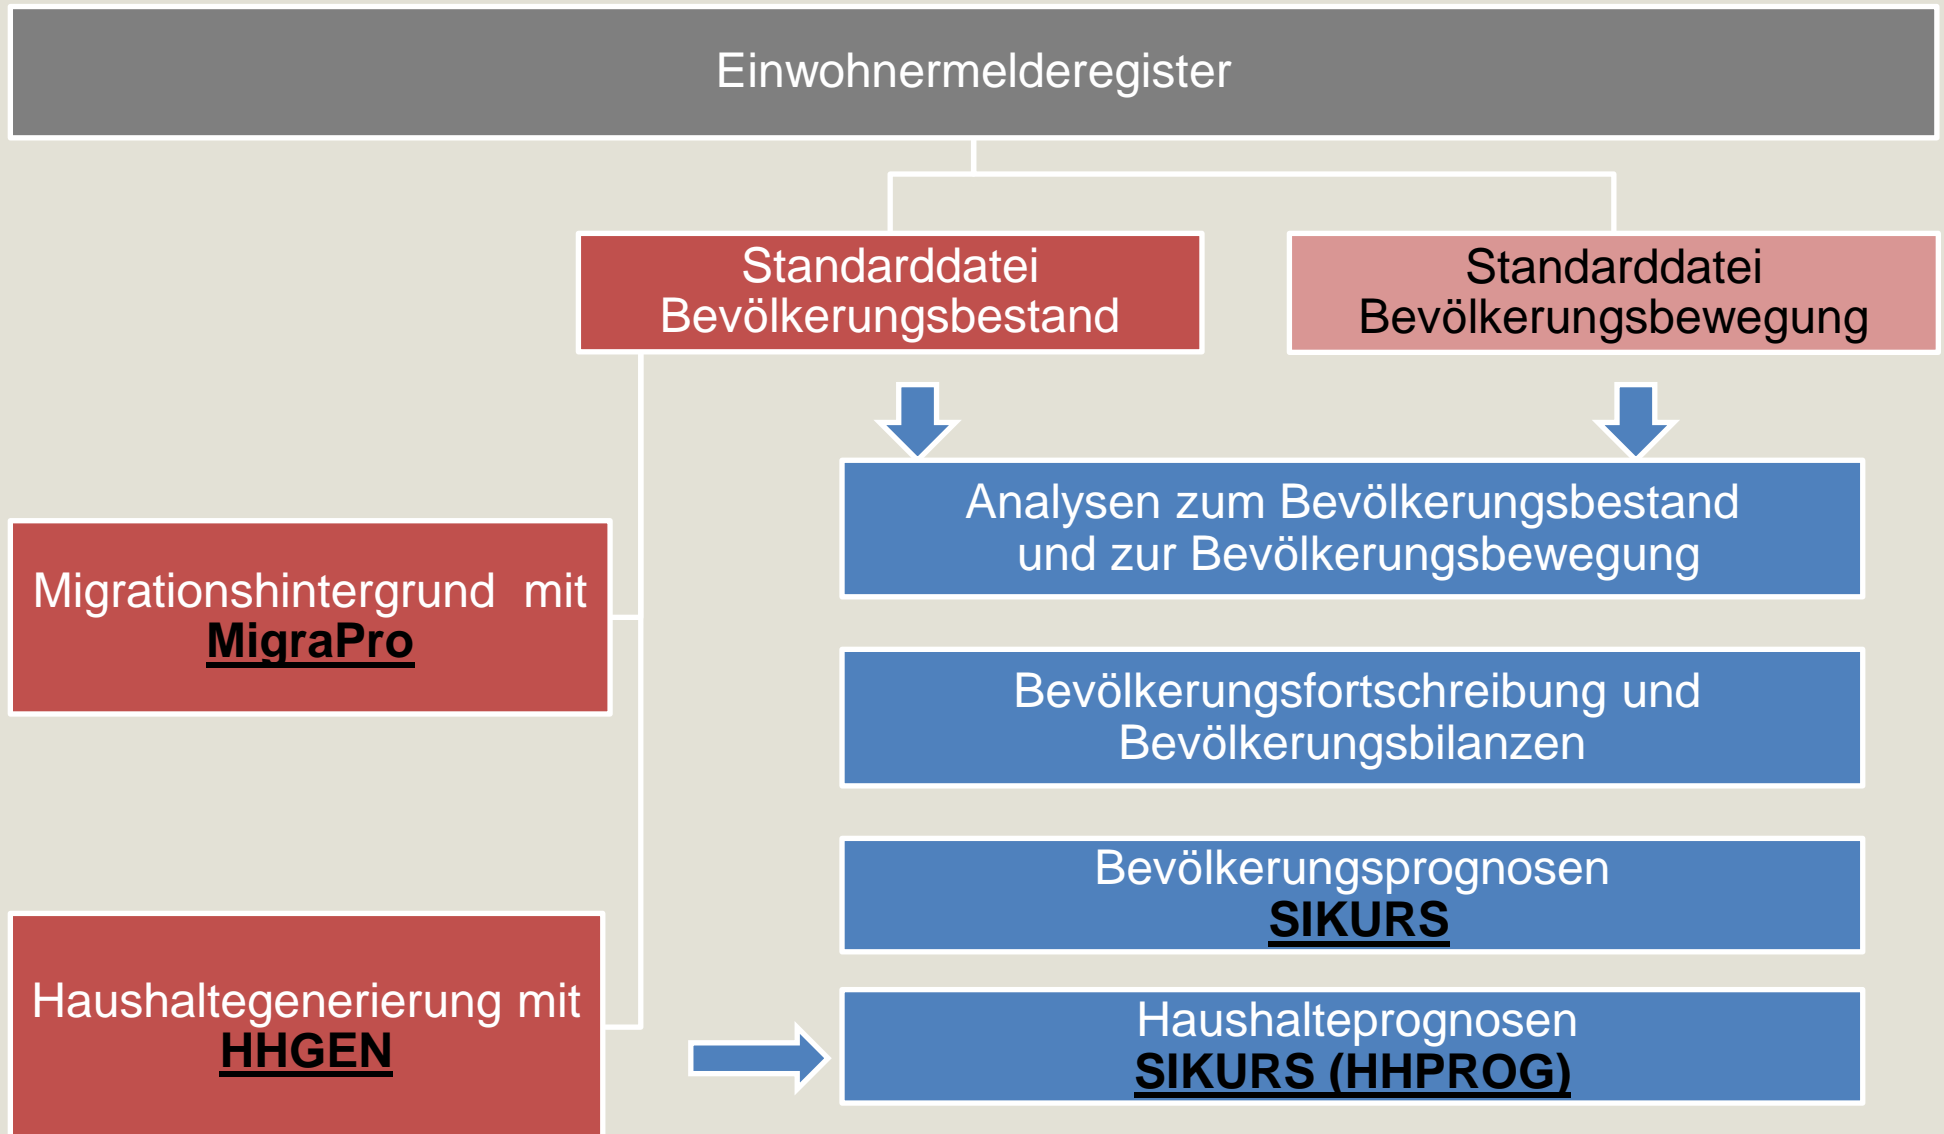 Einwohnermelderegister
Standarddatei
Bevölkerungsbestand
Standarddatei
Bevölkerungsbewegung
Analysen zum Bevölkerungsbestand
und zur Bevölkerungsbewegung
Migrationshintergrund mit
MigraPro
Bevölkerungsfortschreibung und
Bevölkerungsbilanzen
Bevölkerungsprognosen
SIKURS
Haushaltegenerierung mit
HHGEN
Haushalteprognosen
SIKURS (HHPROG)